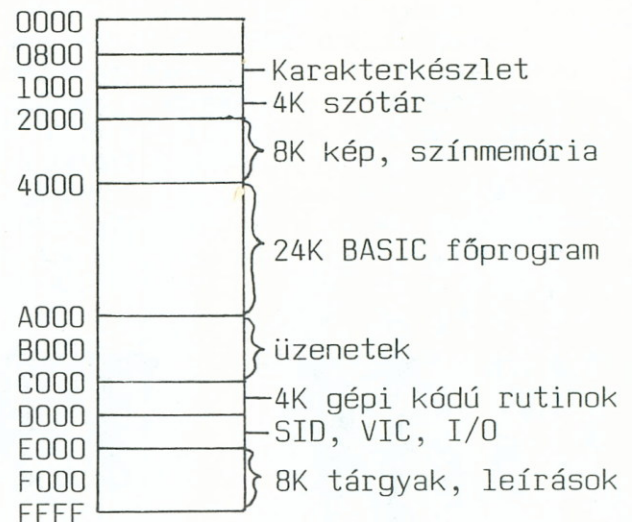 0000
0800
Karakterkészlet
1000
4K szótár
2000
8K kép, színmemória
4000
24K BASIC főprogram
A000
B000
üzenetek
C000
4K gépi kódú rutinok
D000
SID, VIC, I/O
E000
F000
8K tárgyak, leírások
FFFF